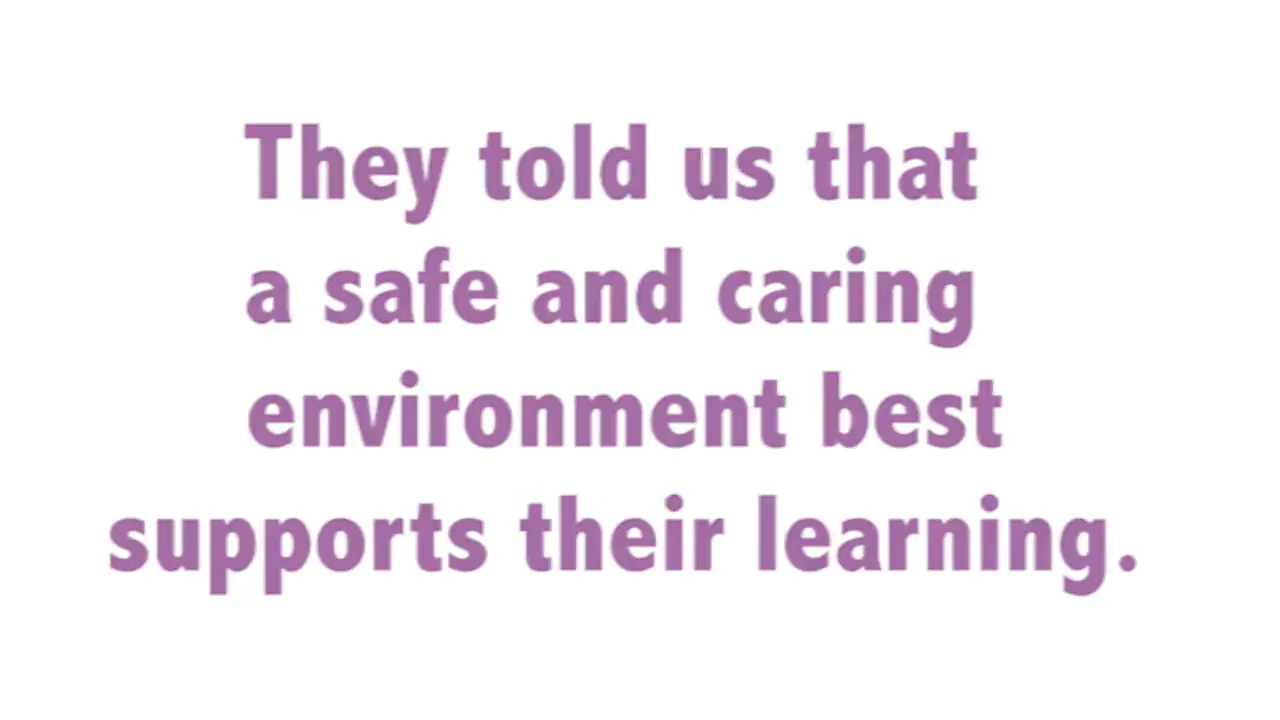 They told us that
a safe and caring
environment best
supports their learning.